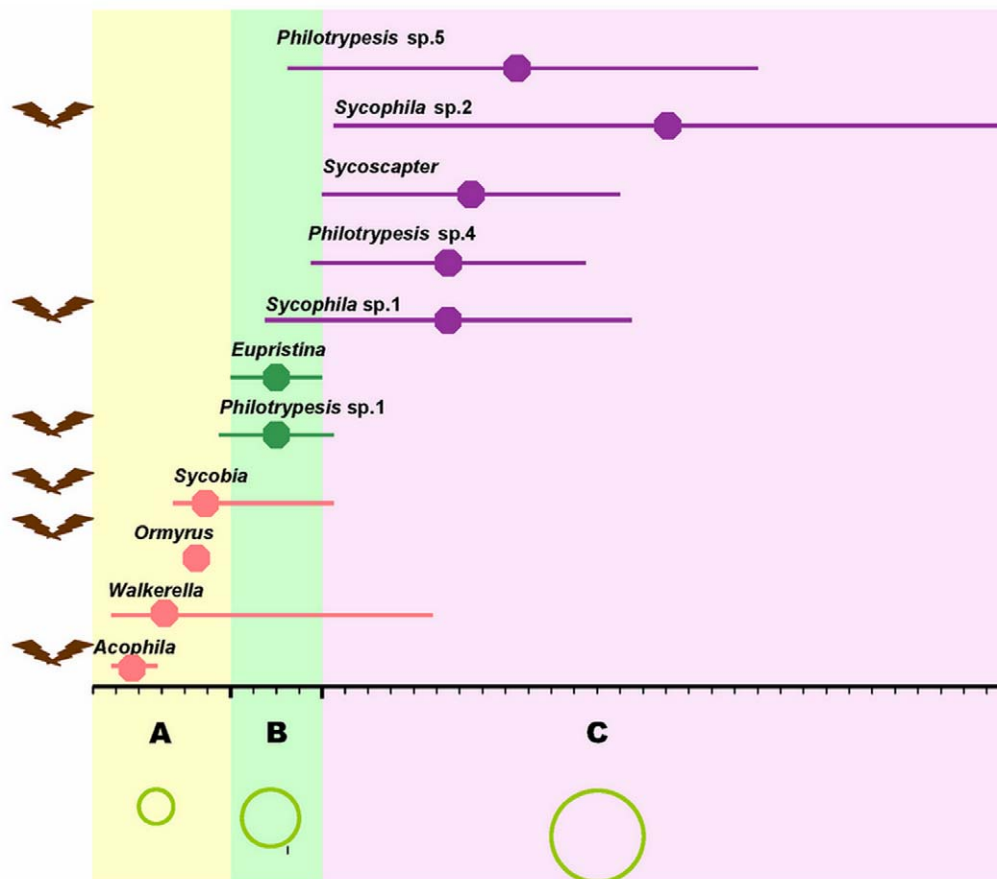 Philotrypesis sp.5
Sycophila sp.2
Sycoscapter
Philotrypesis sp.4
Sycophila sp.1
Eupristina
Philotrypesis sp.1
Sycobia
Ormyrus
Walkerella
Acophila
A B C